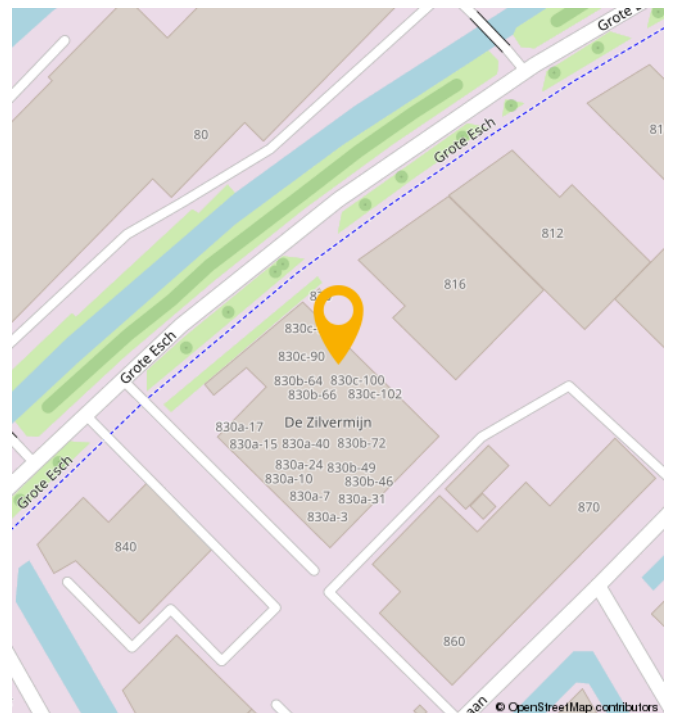 Grote
80
Grote Esch
81
812
816
830c-90
830b-64 830c-100
830b-66 830c-102
De Zilvermijn
830a-17
830a-15 830a-40 830b-72
830a-24 830b-49
830a-10 830b-46
830a-7 830a-31
830a-3
Grote Esch
Grote Esch
870
840
860
aan
© OpenStreetMap contributors